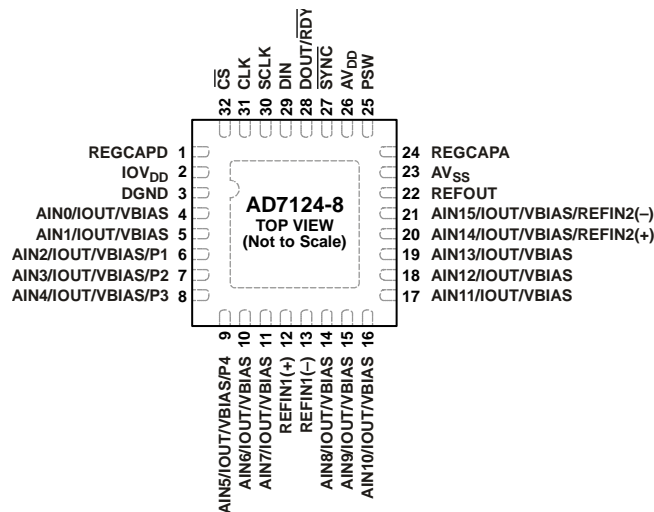 C̅S̅
CLK
SCLK
DIN
DOUT/R̅D̅Y̅
S̅Y̅N̅C̅
AVDD
PSW
32 31 30 29 28 27 26 25
REGCAPD 1
IOVDD 2
DGND 3
AIN0/IOUT/VBIAS 4
AIN1/IOUT/VBIAS 5
AIN2/IOUT/VBIAS/P1 6
AIN3/IOUT/VBIAS/P2 7
AIN4/IOUT/VBIAS/P3 8
AD7124-8
TOP VIEW
(Not to Scale)
24 REGCAPA
23 AVSS
22 REFOUT
21 AIN15/IOUT/VBIAS/REFIN2(–)
20 AIN14/IOUT/VBIAS/REFIN2(+)
19 AIN13/IOUT/VBIAS
18 AIN12/IOUT/VBIAS
17 AIN11/IOUT/VBIAS
AIN5/IOUT/VBIAS/P4 9
AIN6/IOUT/VBIAS 10
AIN7/IOUT/VBIAS 11
REFIN1(+) 12
REFIN1(–) 13
AIN8/IOUT/VBIAS 14
AIN9/IOUT/VBIAS 15
AIN10/IOUT/VBIAS 16